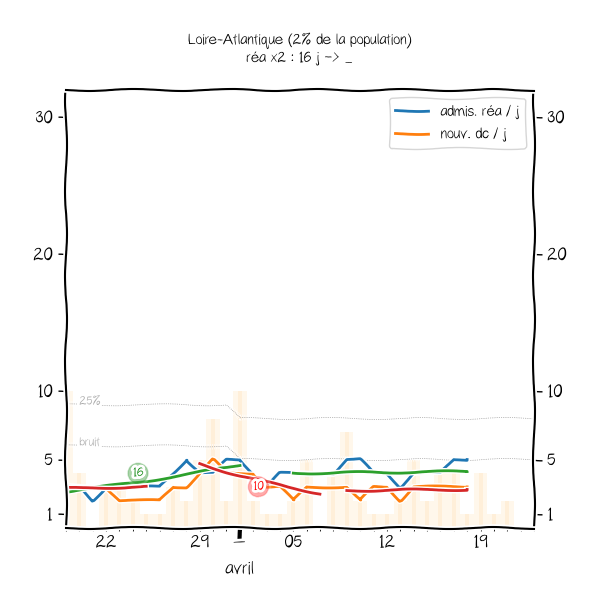 Loire-Atlantique (2% de la population)
réa x2 : 16 j -> _
admis. réa / j
nouv. dc / j
30 30
20 20
10 10
25%
bruit
5 5
16
10
1 1
22 29 05 12 19
avril